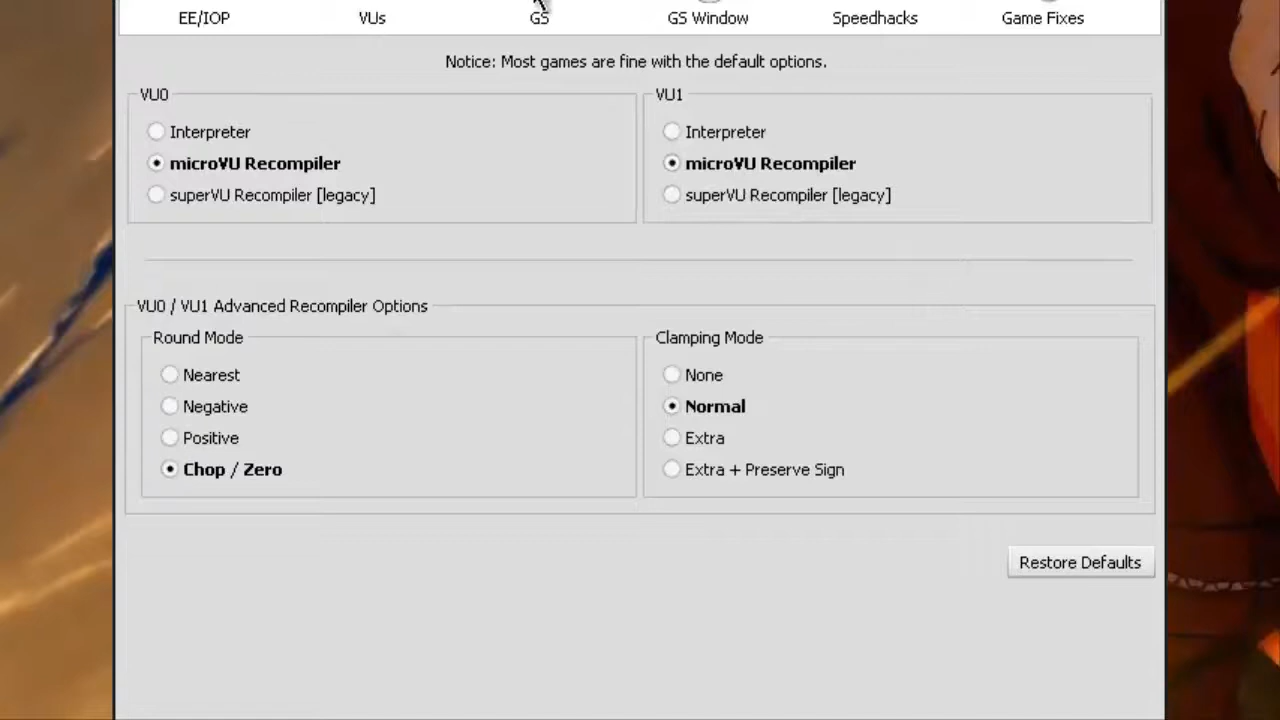 EE/IOP VUs GS GS Window Speedhacks Game Fixes
Notice: Most games are fine with the default options.
VU0
Interpreter
microVU Recompiler
superVU Recompiler [legacy]
VU1
Interpreter
microVU Recompiler
superVU Recompiler [legacy]
VU0 / VU1 Advanced Recompiler Options
Round Mode
Nearest
Negative
Positive
Chop / Zero
Clamping Mode
None
Normal
Extra
Extra + Preserve Sign
Restore Defaults